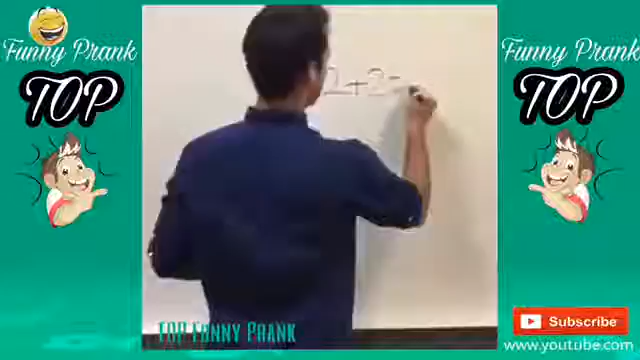 Funny Prank
TOP
2+2=
Funny Prank
TOP
TOP Funny Prank
Subscribe
www.youtube.com